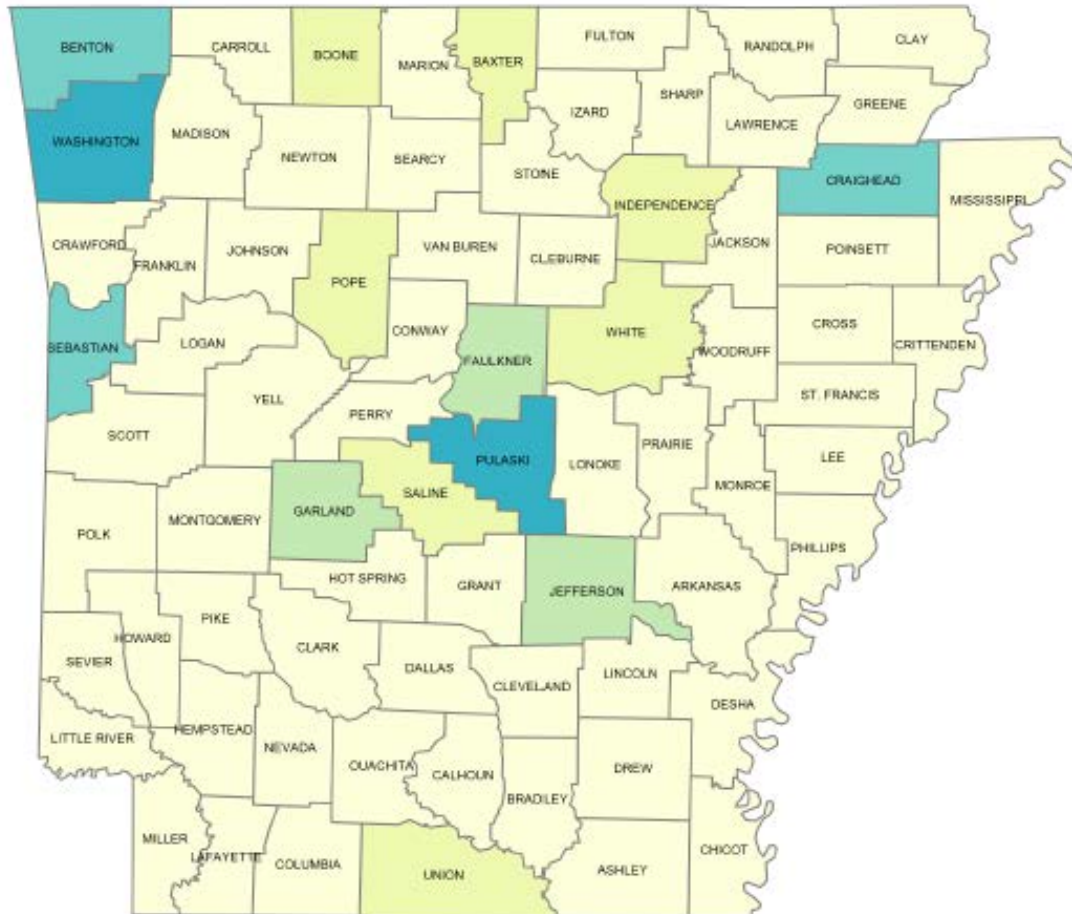 BENTON
CARROLL
BOONE
MARION
BAXTER
FULTON
RANDOLPH
CLAY
SHARP
GREENE
IZARD
LAWRENCE
WASHINGTON
MADISON
NEWTON
SEARCY
STONE
CRAIGHEAD
MISSISSIPPI
INDEPENDENCE
CRAWFORD
FRANKLIN
JOHNSON
VAN BUREN
CLEBURNE
JACKSON
POINSETT
POPE
CONWAY
WHITE
CROSS
SEBASTIAN
LOGAN
FAULKNER
WOODRUFF
CRITTENDEN
YELL
ST. FRANCIS
SCOTT
PERRY
PULASKI
LONOKE
PRAIRIE
LEE
MONROE
SALINE
GARLAND
MONTGOMERY
POLK
PHILLIPS
HOT SPRING
GRANT
JEFFERSON
ARKANSAS
PIKE
HOWARD
CLARK
SEVIER
DALLAS
CLEVELAND
LINCOLN
DESHA
HEMPSTEAD
LITTLE RIVER
NEVADA
OUACHITA
CALHOUN
DREW
BRADILEY
MILLER
LAFAYETTE
COLUMBIA
UNION
ASHLEY
CHICOT